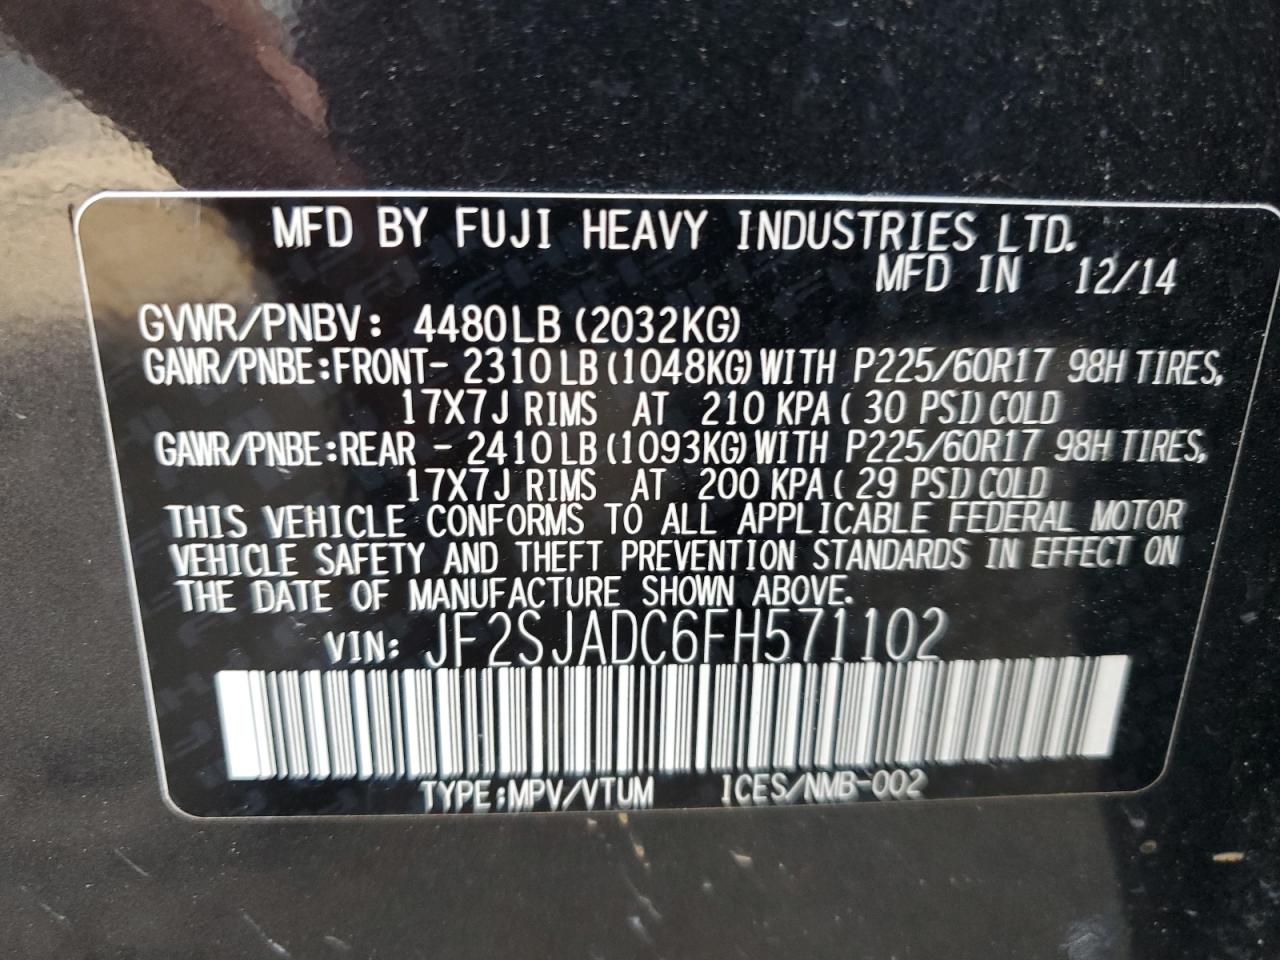 MFD BY FUJI HEAVY INDUSTRIES LTD.
MFD IN 12/14
GVWR/PNBV: 4480LB (2032KG)
GAWR/PNBE:FRONT- 2310LB (1048KG) WITH P225/60R17 98H TIRES,
17X7J RIMS AT 210 KPA ( 30 PSI) COLD
GAWR/PNBE:REAR - 2410LB (1093KG) WITH P225/60R17 98H TIRES,
17X7J RIMS AT 200 KPA ( 29 PSI) COLD
THIS VEHICLE CONFORMS TO ALL APPLICABLE FEDERAL MOTOR
VEHICLE SAFETY AND THEFT PREVENTION STANDARDS IN EFFECT ON
THE DATE OF MANUFACTURE SHOWN ABOVE.
VIN: JF2SJADC6FH571102
TYPE:MPV/VTUM ICES/NMB-002